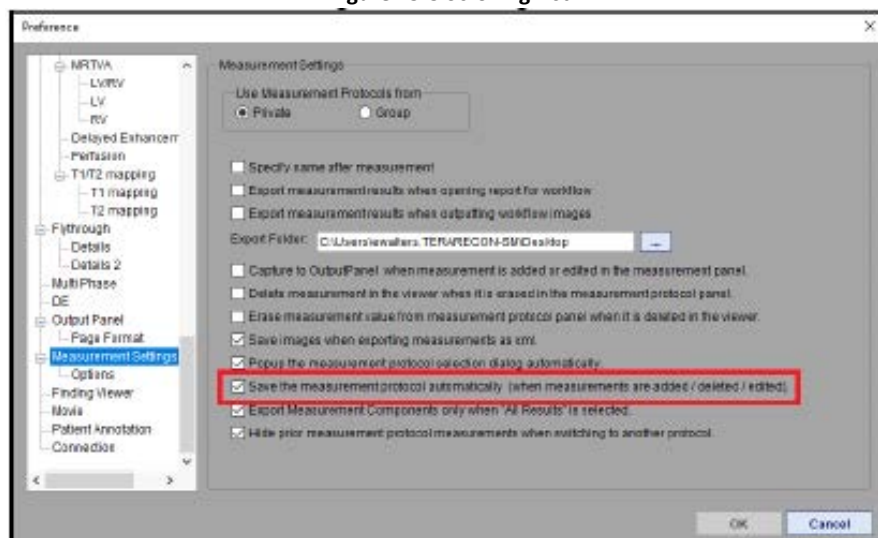 Preference
MRTVA
LV/RV
LV
RV
Delayed Enhancem
Perfusion
T1/T2 mapping
T1 mapping
T2 mapping
Flythrough
Details
Details 2
MultiPhase
DE
Output Panel
Page Format
Measurement Settings
Options
Finding Viewer
Movie
Patient Annotation
Connection
Measurement Settings
Use Measurement Protocols from
Private
Group
Specify name after measurement
Export measurement results when opening report for workflow
Export measurement results when outputting workflow images
Export Folder: C:\Users\ewalters.TERARECON-SM\Desktop ...
Capture to OutputPanel when measurement is added or edited in the measurement panel.
Delete measurement in the viewer when it is erased in the measurement protocol panel.
Erase measurement value from measurement protocol panel when it is deleted in the viewer.
Save images when exporting measurements as xml.
Popup the measurement protocol selection dialog automatically.
Save the measurement protocol automatically (when measurements are added / deleted / edited)
Export Measurement Components only when "All Results" is selected.
Hide prior measurement protocol measurements when switching to another protocol.
OK
Cancel